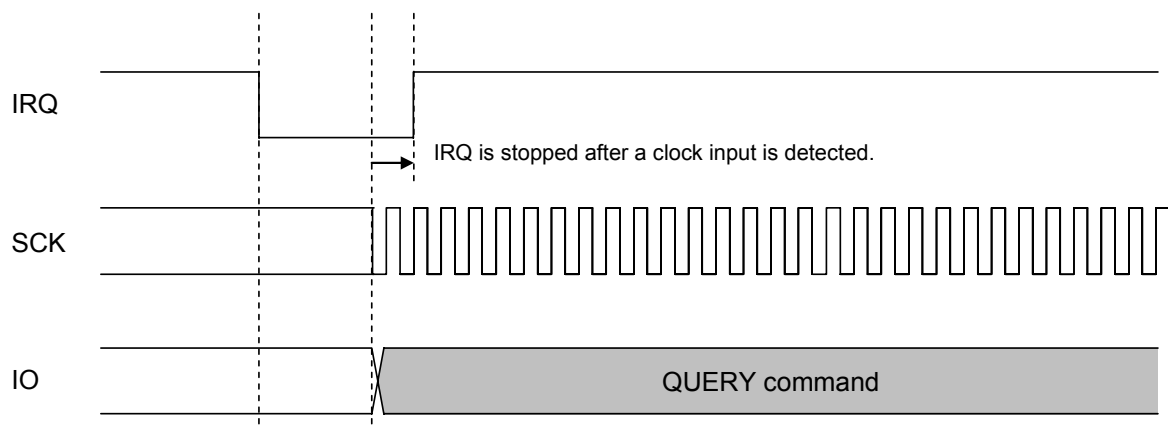 IRQ
IRQ is stopped after a clock input is detected.
SCK
IO
QUERY command